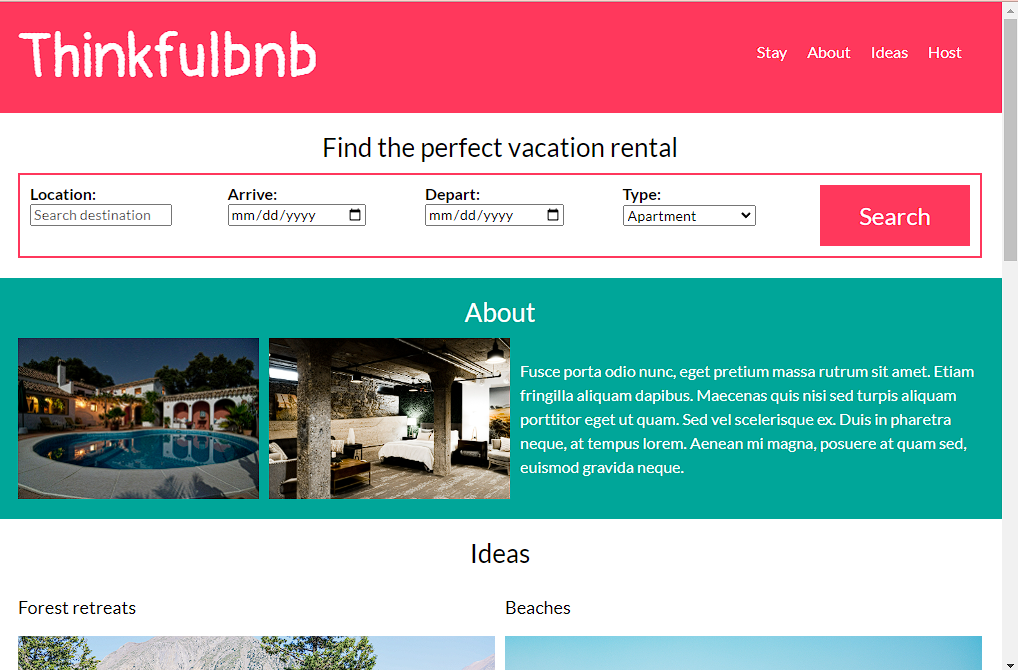 Thinkfulbnb
Stay About Ideas Host
Find the perfect vacation rental
Location: Arrive: Depart: Type:
Search destination mm/dd/yyyy mm/dd/yyyy Apartment Search
About
Fusce porta odio nunc, eget pretium massa rutrum sit amet. Etiam
fringilla aliquam dapibus. Maecenas quis nisi sed turpis aliquam
porttitor eget ut quam. Sed vel scelerisque ex. Duis in pharetra
neque, at tempus lorem. Aenean mi magna, posuere at quam sed,
euismod gravida neque.
Ideas
Forest retreats Beaches